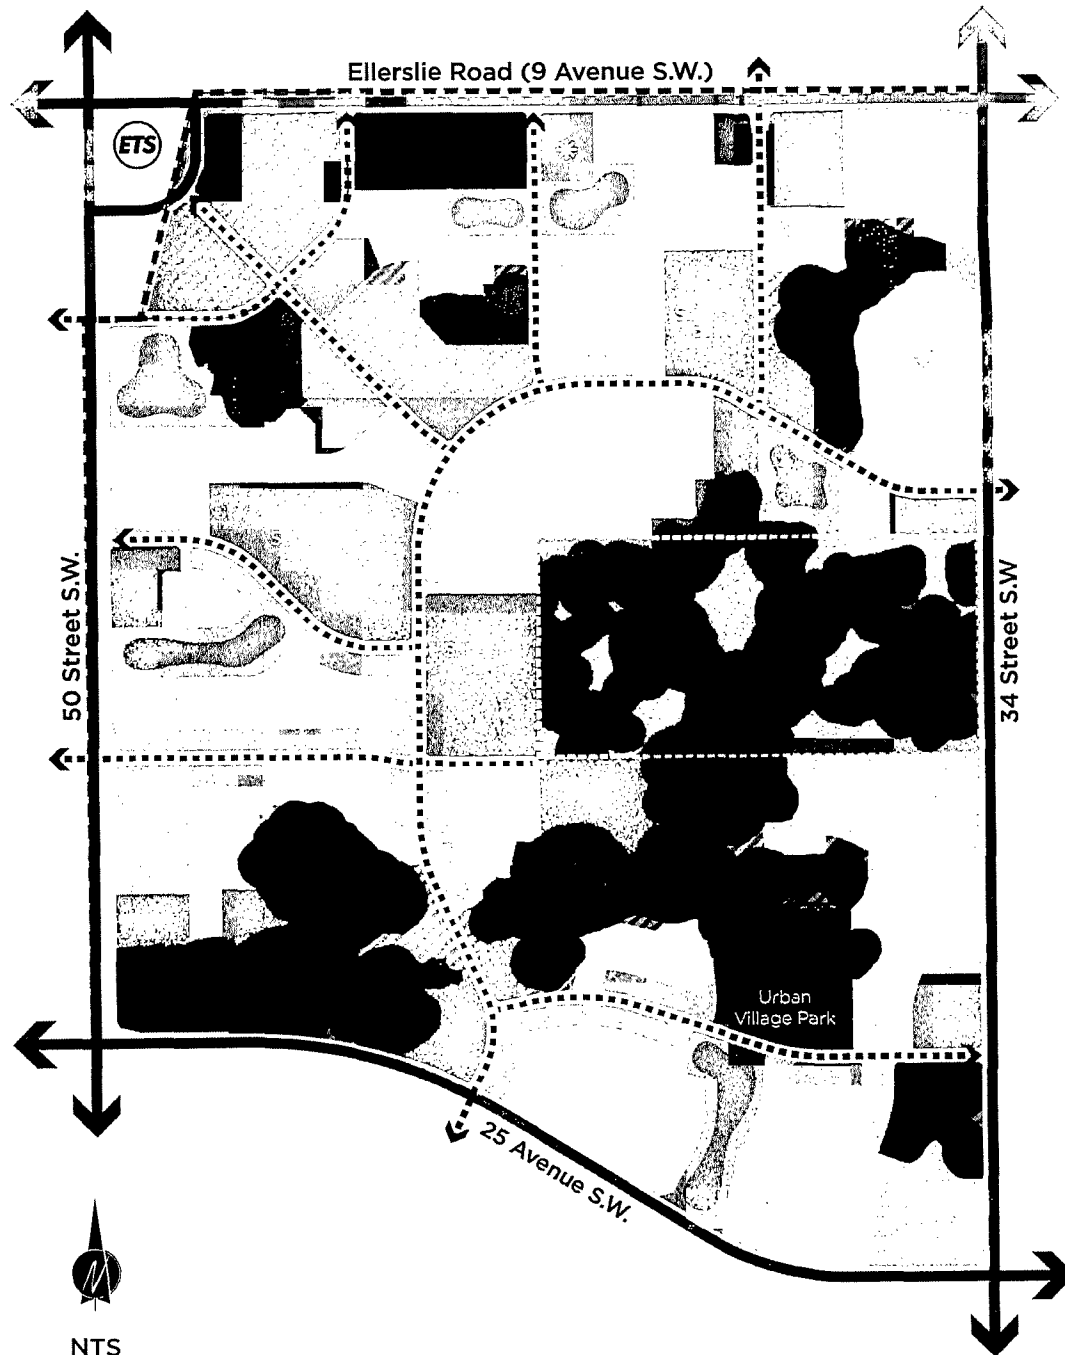 Ellerslie Road (9 Avenue S.W.)
ETS
50 Street S.W.
34 Street S.W
Urban
Village Park
25 Avenue S.W.
NTS